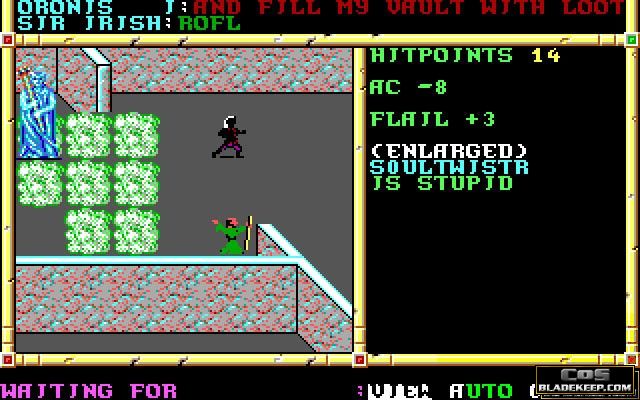 ORONIS    I:AND FILL MY VAULT WITH LOOT
SIR IRISH:ROFL
HITPOINTS 14
AC -8
FLAIL +3
(ENLARGED)
SOULTWISTR
IS STUPID
WAITING FOR :VIEW AUTO
COS
BLADEKEEP.COM